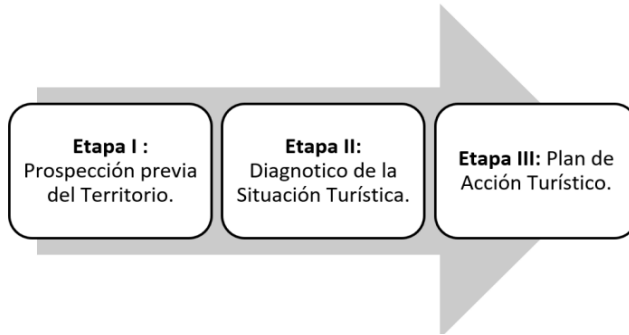 Etapa I :
Prospección previa
del Territorio.
Etapa II:
Diagnotico de la
Situación Turística.
Etapa III: Plan de
Acción Turístico.